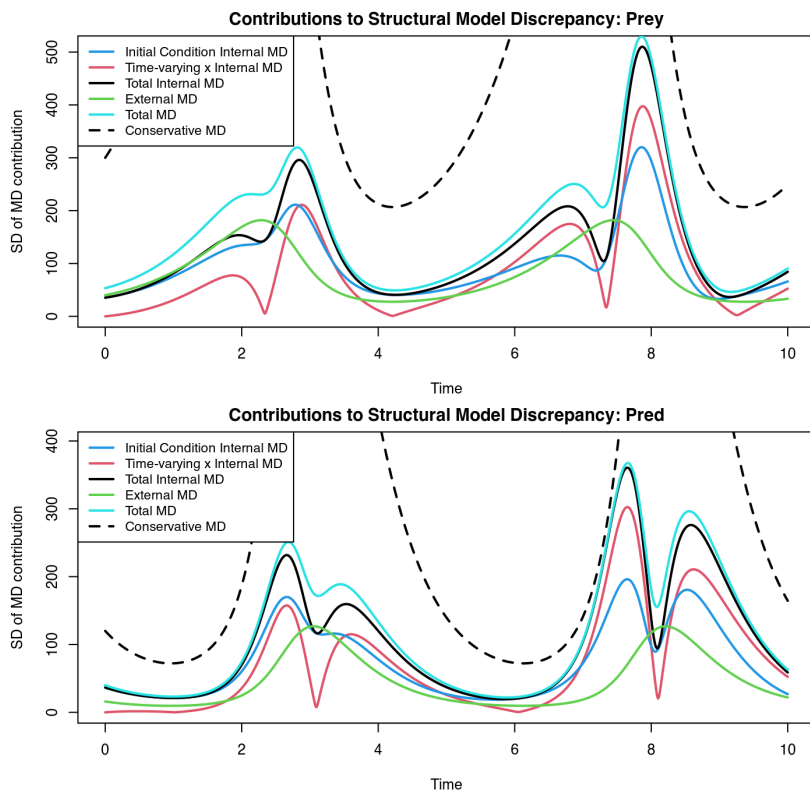 Contributions to Structural Model Discrepancy: Prey
SD of MD contribution
500
400
300
200
100
0
Initial Condition Internal MD
Time-varying x Internal MD
Total Internal MD
External MD
Total MD
Conservative MD
0 2 4 6 8 10
Time
Contributions to Structural Model Discrepancy: Pred
SD of MD contribution
400
300
200
100
0
Initial Condition Internal MD
Time-varying x Internal MD
Total Internal MD
External MD
Total MD
Conservative MD
0 2 4 6 8 10
Time